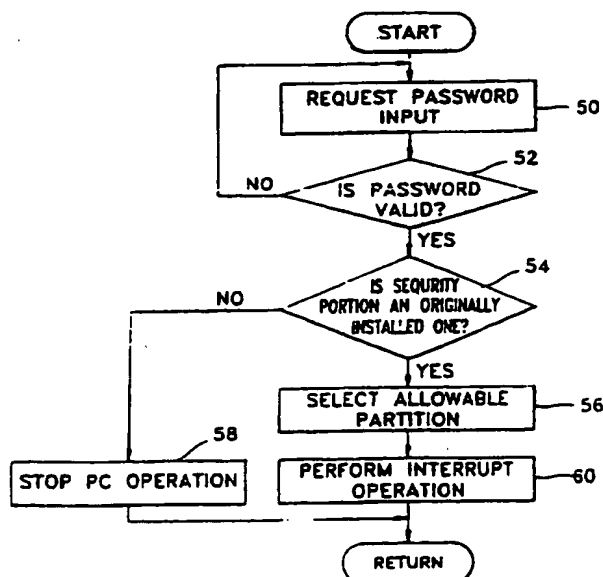 START
REQUEST PASSWORD
INPUT
50
52
IS PASSWORD
VALID?
NO
YES
54
IS SEQURITY
PORTION AN ORIGINALLY
INSTALLED ONE?
NO
YES
SELECT ALLOWABLE
PARTITION
56
58
STOP PC OPERATION
PERFORM INTERRUPT
OPERATION
60
RETURN